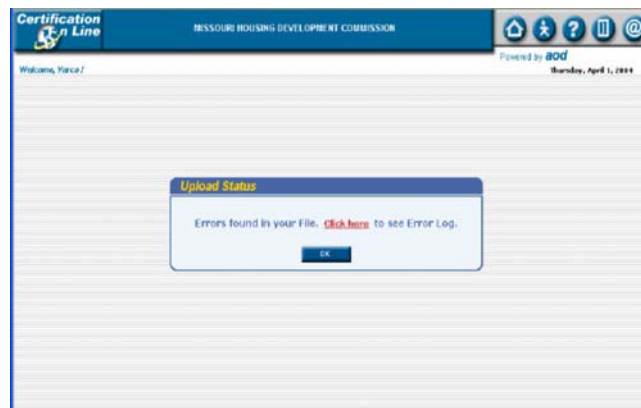 Certification
On Line
MISSOURI HOUSING DEVELOPMENT COMMISSION
? @
Powered by aod
Welcome, Yarca!
Thursday, April 1, 2004
Upload Status
Errors found in your File. Click here to see Error Log.
OK